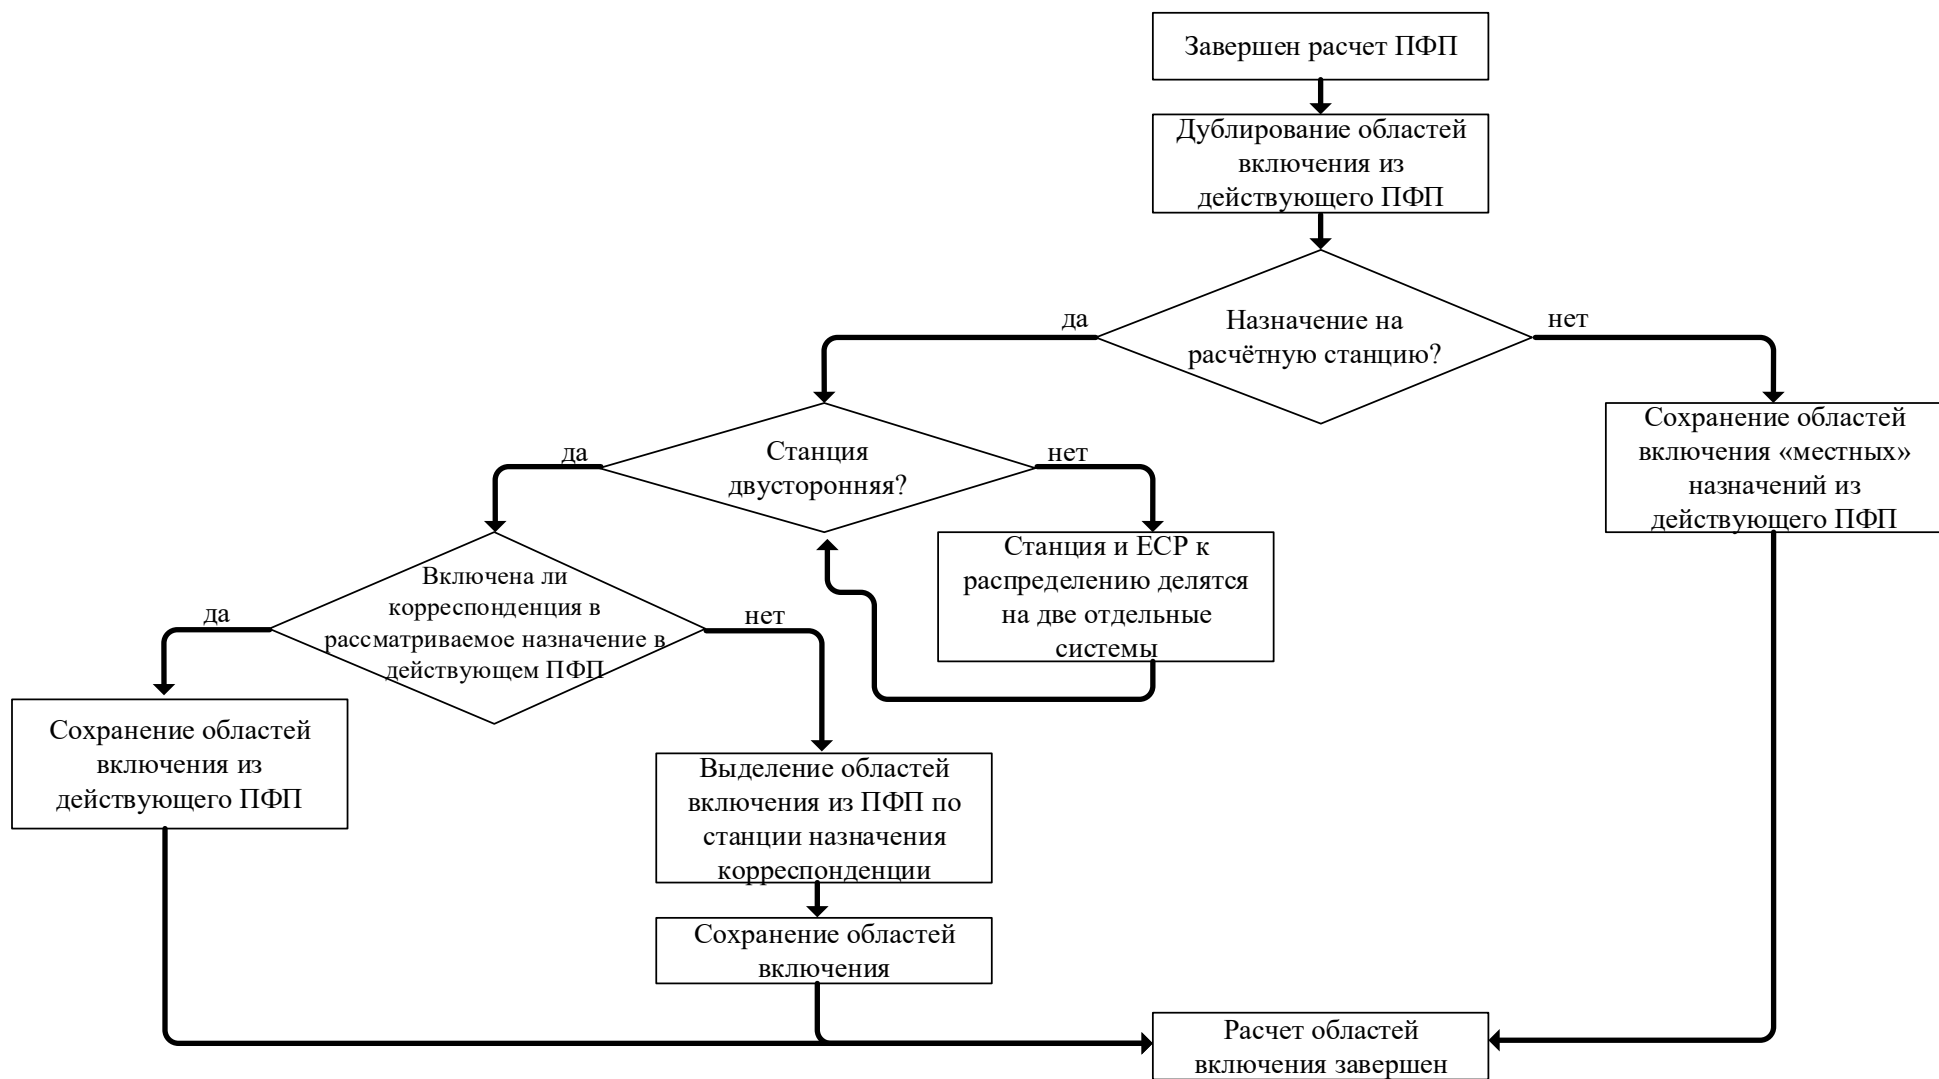 Завершен расчет ПФП
Дублирование областей
включения из
действующего ПФП
да
Назначение на
расчётную станцию?
нет
да
Станция
двусторонняя?
нет
Сохранение областей
включения «местных»
назначений из
действующего ПФП
Станция и ЕСР к
распределению делятся
на две отдельные
системы
да
Включена ли
корреспонденция в
рассматриваемое назначение в
действующем ПФП
нет
Сохранение областей
включения из
действующего ПФП
Выделение областей
включения из ПФП по
станции назначения
корреспонденции
Сохранение областей
включения
Расчет областей
включения завершен